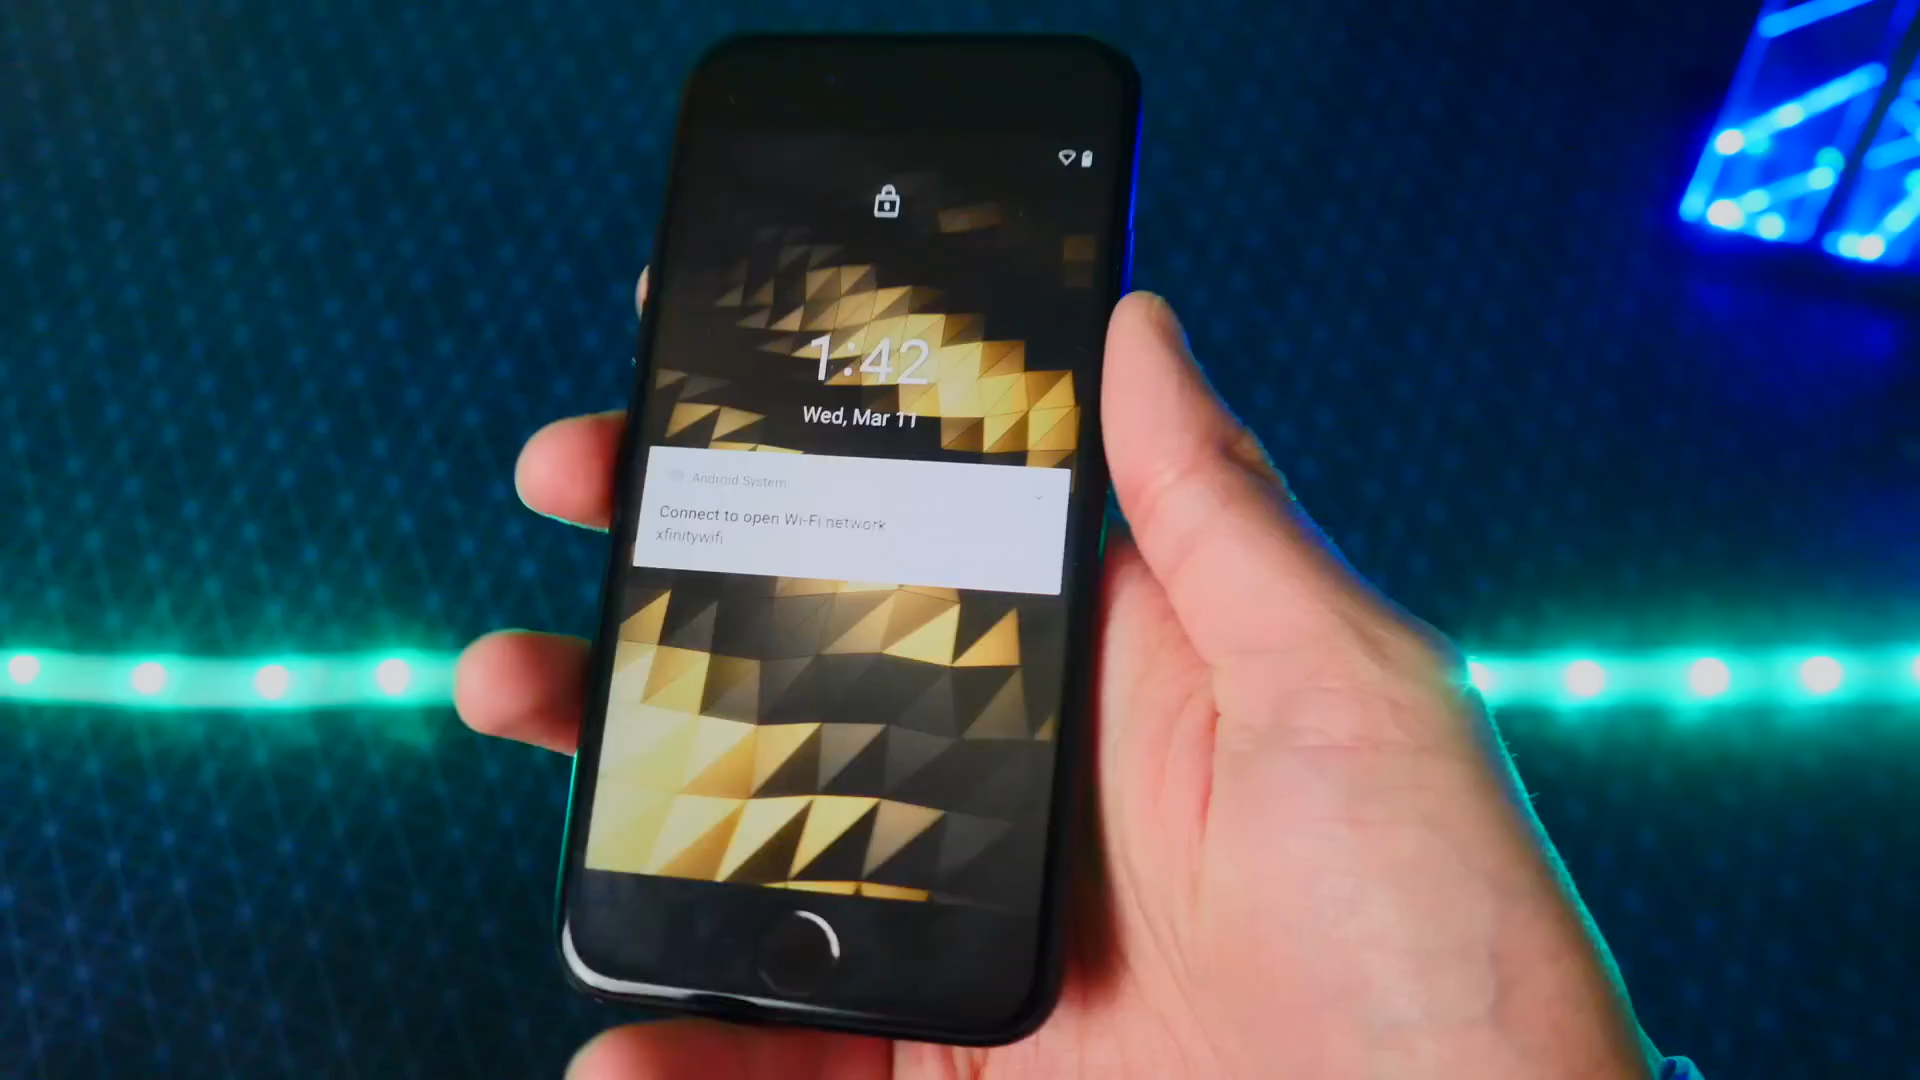 1:42
Wed, Mar 11
Android System
Connect to open Wi-Fi network
xfinitywifi